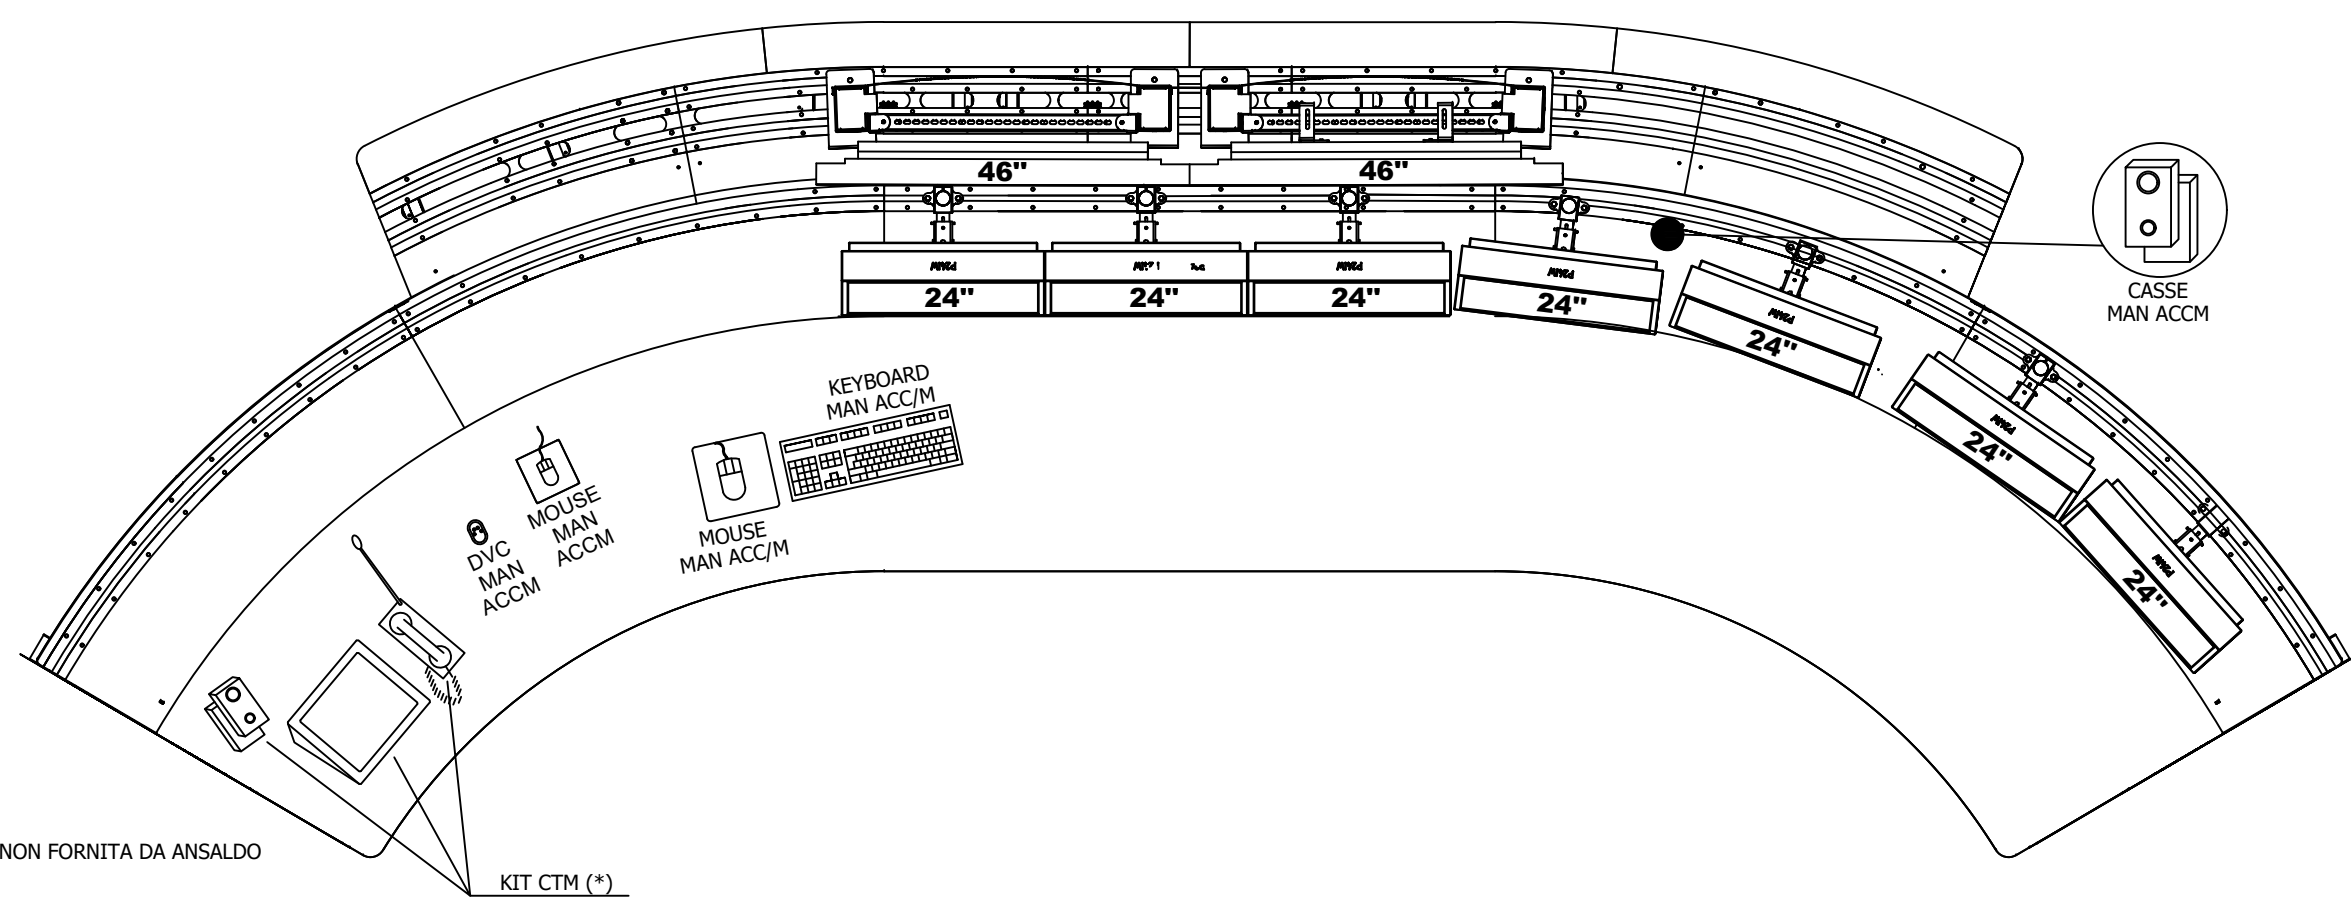 46"
46"
24"
24"
24"
24"
24"
24"
24"
CASSE
MAN ACCM
KEYBOARD
MAN ACC/M
MOUSE
MAN
ACCM
MOUSE
MAN ACC/M
DVC
MAN
ACCM
NON FORNITA DA ANSALDO
KIT CTM (*)